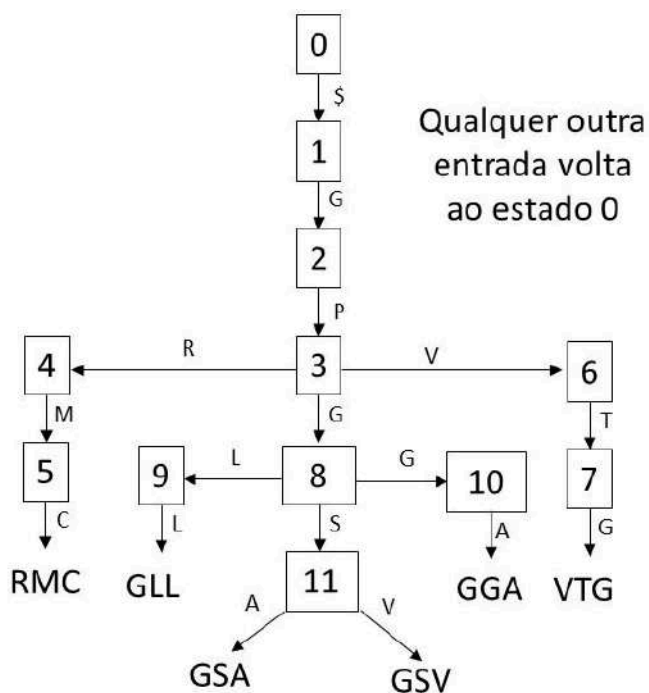 0
$
Qualquer outra
entrada volta
ao estado 0
1
G
2
P
R
V
4
3
6
M
G
T
5
9
L
8
G
10
7
C
L
S
A
G
RMC
GLL
11
GGA
VTG
A
V
GSA
GSV